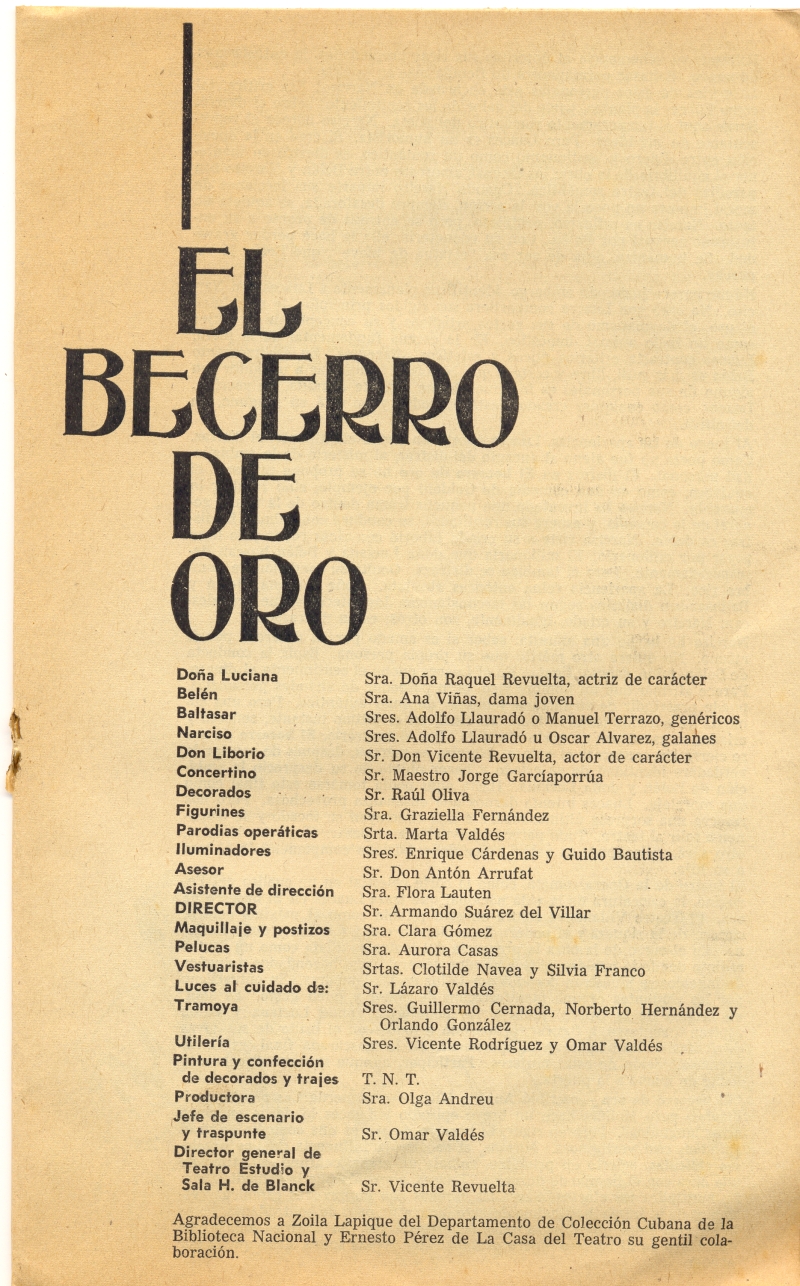 EL
BECERRO
DE
ORO
Doña Luciana Sra. Doña Raquel Revuelta, actriz de carácter
Belén Sra. Ana Viñas, dama joven
Baltasar Sres. Adolfo Llauradó o Manuel Terrazo, genéricos
Narciso Sres. Adolfo Llauradó u Oscar Alvarez, galanes
Don Liborio Sr. Don Vicente Revuelta, actor de carácter
Concertino Sr. Maestro Jorge Garcíaporrúa
Decorados Sr. Raúl Oliva
Figurines Sra. Graziella Fernández
Parodias operáticas Srta. Marta Valdés
Iluminadores Sres. Enrique Cárdenas y Guido Bautista
Asesor Sr. Don Antón Arrufat
Asistente de dirección Sra. Flora Lauten
DIRECTOR Sr. Armando Suárez del Villar
Maquillaje y postizos Sra. Clara Gómez
Pelucas Sra. Aurora Casas
Vestuaristas Srtas. Clotilde Navea y Silvia Franco
Luces al cuidado de: Sr. Lázaro Valdés
Tramoya Sres. Guillermo Cernada, Norberto Hernández y
Orlando González
Utilería Sres. Vicente Rodríguez y Omar Valdés
Pintura y confección
de decorados y trajes T. N. T.
Productora Sra. Olga Andreu
Jefe de escenario
y traspunte Sr. Omar Valdés
Director general de
Teatro Estudio y
Sala H. de Blanck Sr. Vicente Revuelta
Agradecemos a Zoila Lapique del Departamento de Colección Cubana de la
Biblioteca Nacional y Ernesto Pérez de La Casa del Teatro su gentil cola-
boración.